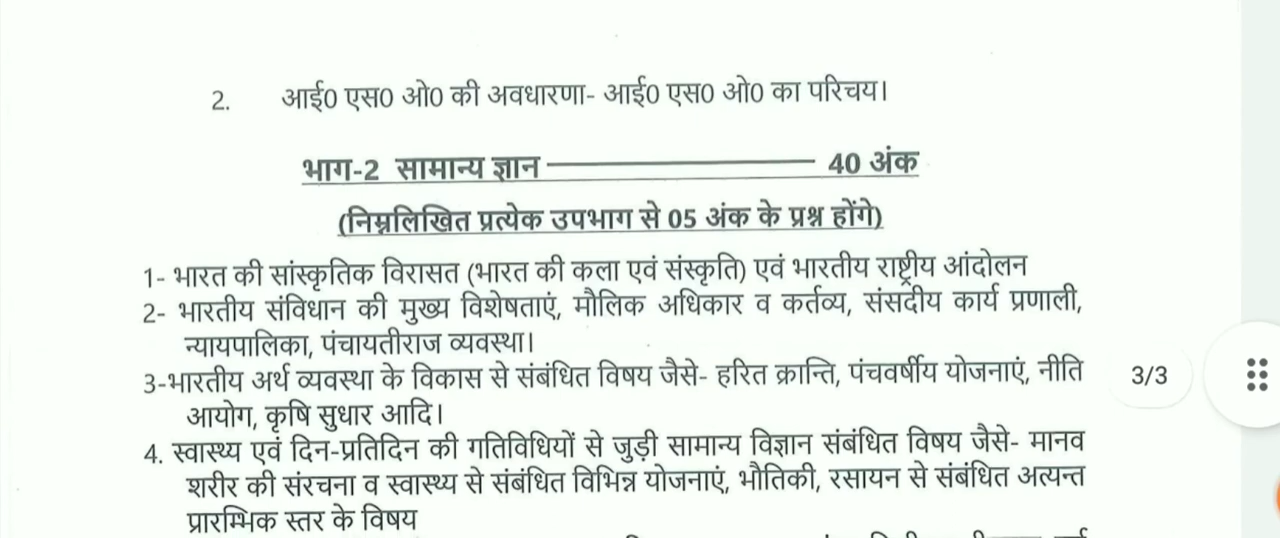 2. आई0 एस0 ओ0 की अवधारणा- आई0 एस0 ओ0 का परिचय।
भाग-2 सामान्य ज्ञान 40 अंक
(निम्नलिखित प्रत्येक उपभाग से 05 अंक के प्रश्न होंगे)
1- भारत की सांस्कृतिक विरासत (भारत की कला एवं संस्कृति) एवं भारतीय राष्ट्रीय आंदोलन
2- भारतीय संविधान की मुख्य विशेषताएं, मौलिक अधिकार व कर्तव्य, संसदीय कार्य प्रणाली,
न्यायपालिका, पंचायतीराज व्यवस्था।
3-भारतीय अर्थ व्यवस्था के विकास से संबंधित विषय जैसे- हरित क्रान्ति, पंचवर्षीय योजनाएं, नीति
आयोग, कृषि सुधार आदि।
3/3
4. स्वास्थ्य एवं दिन-प्रतिदिन की गतिविधियों से जुड़ी सामान्य विज्ञान संबंधित विषय जैसे- मानव
शरीर की संरचना व स्वास्थ्य से संबंधित विभिन्न योजनाएं, भौतिकी, रसायन से संबंधित अत्यन्त
प्रारम्भिक स्तर के विषय